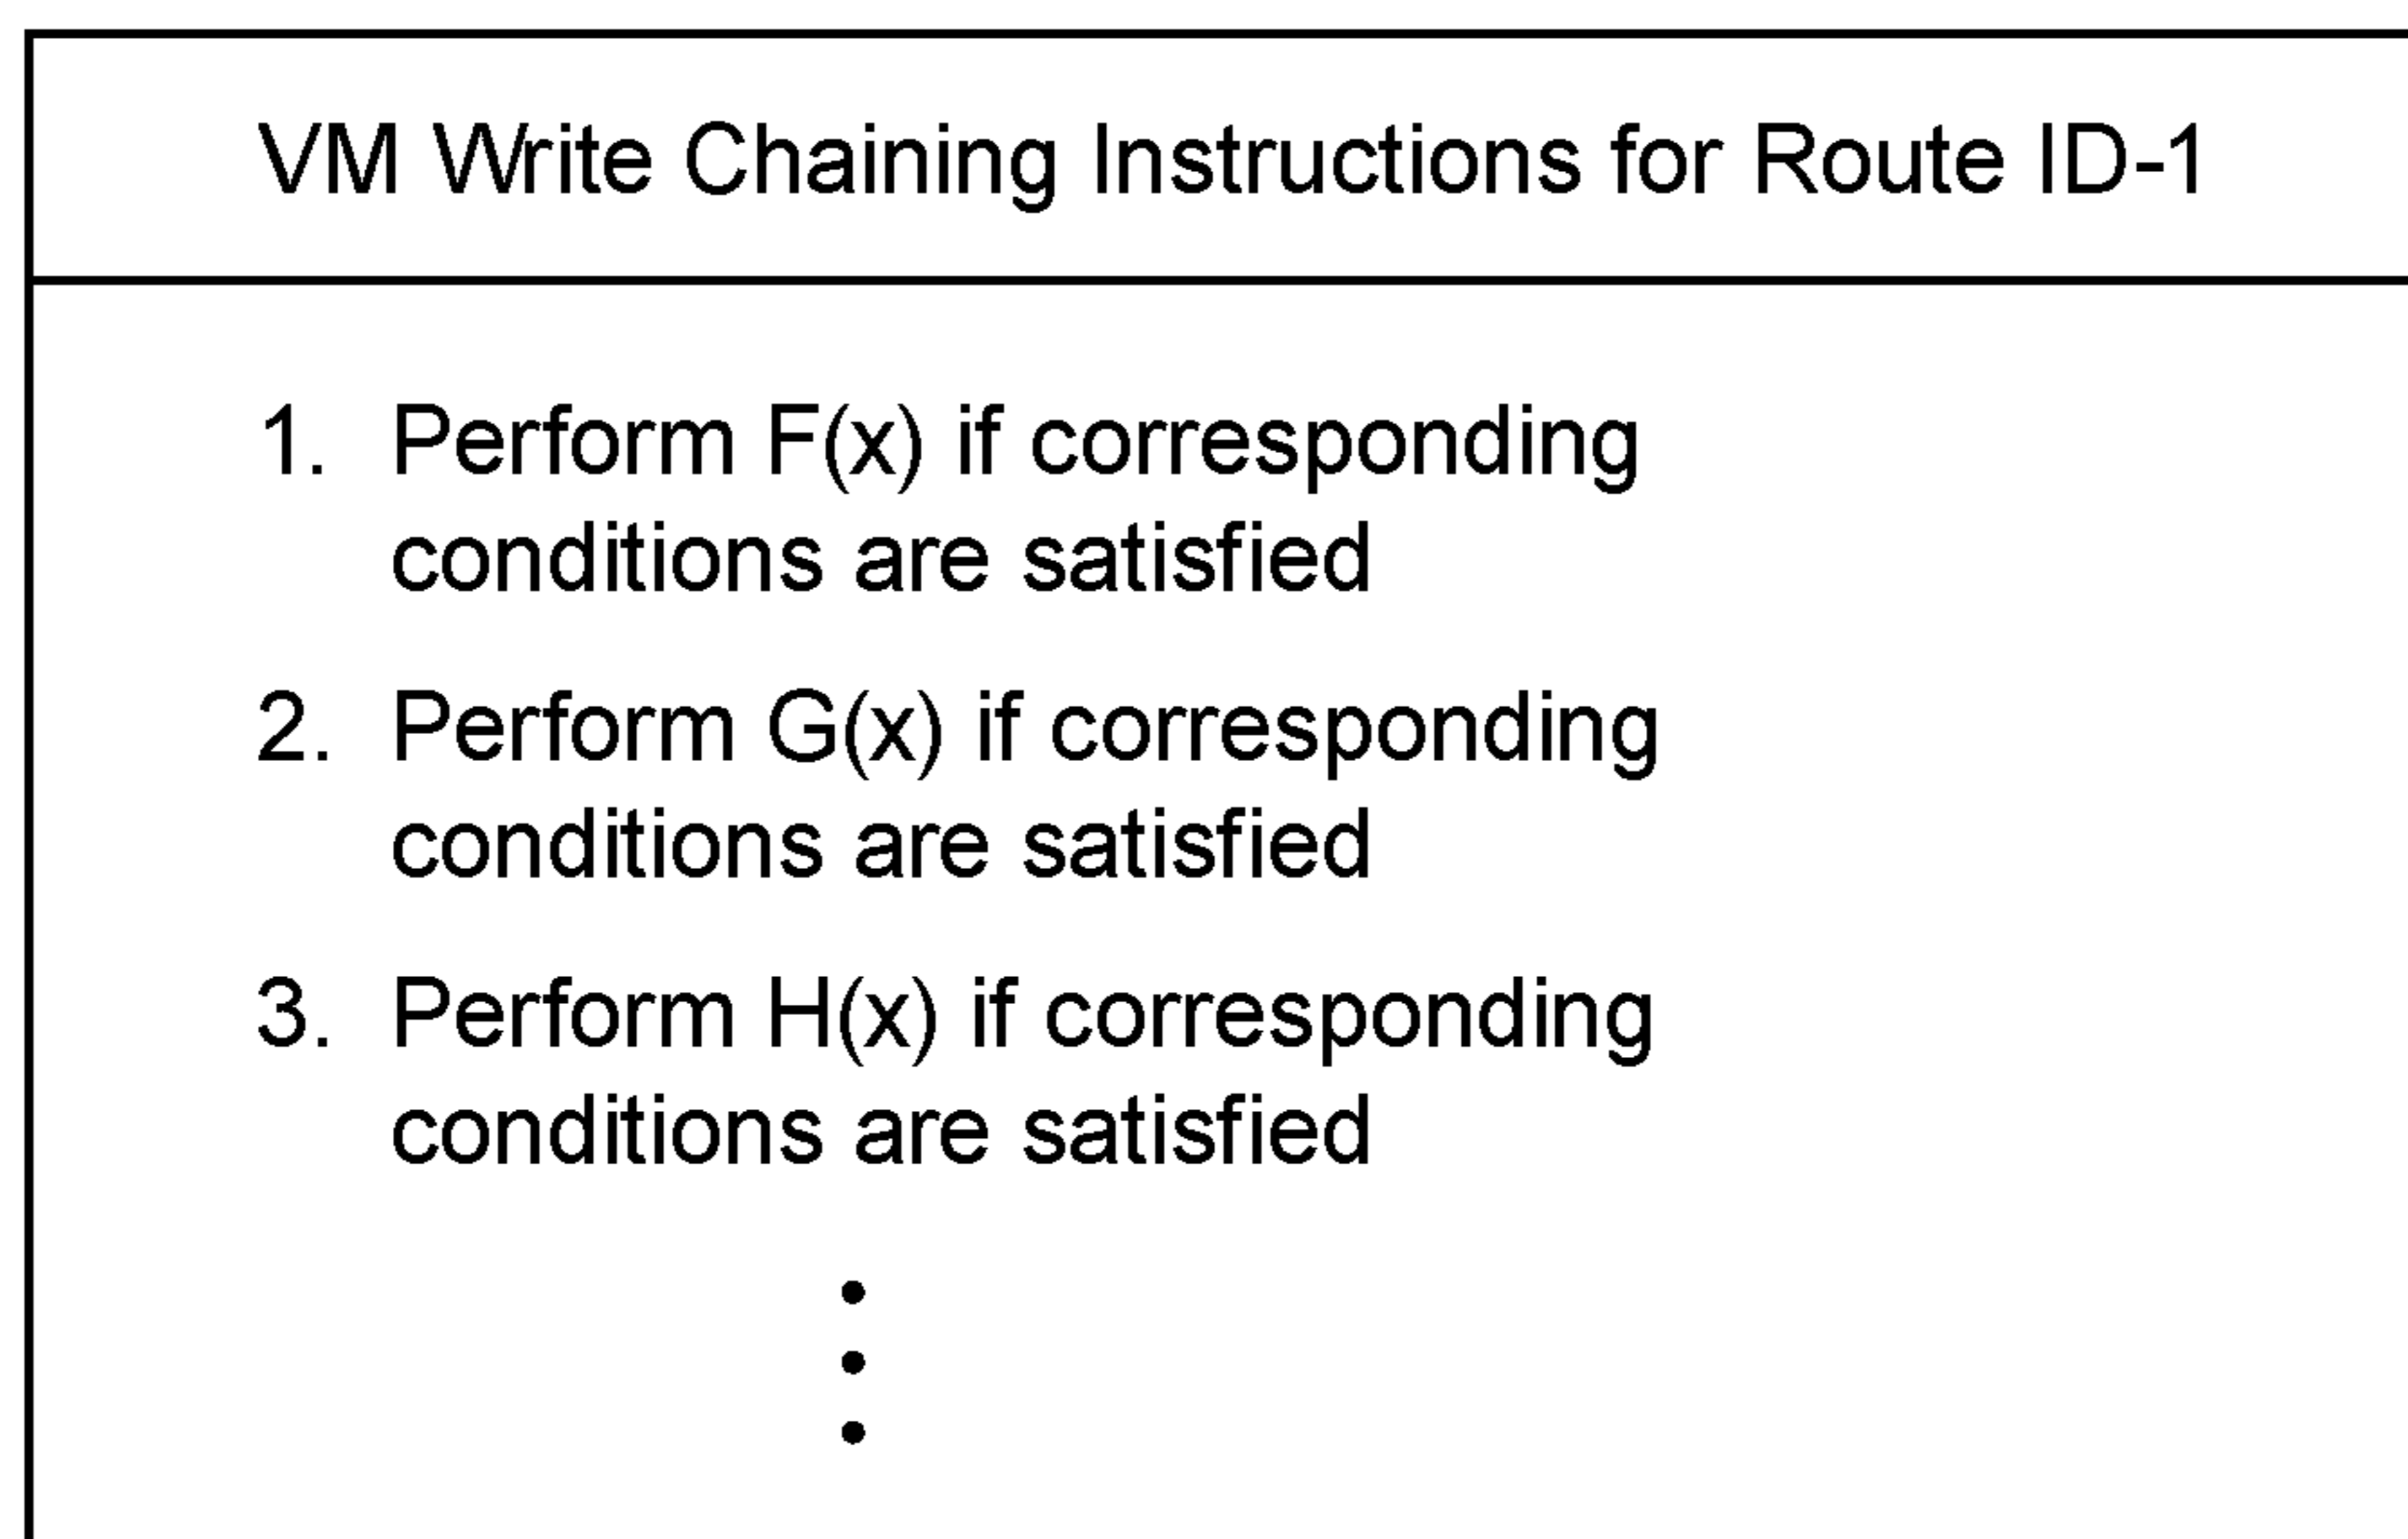 VM Write Chaining Instructions for Route ID-1
1. Perform F(x) if corresponding
conditions are satisfied
2. Perform G(x) if corresponding
conditions are satisfied
3. Perform H(x) if corresponding
conditions are satisfied